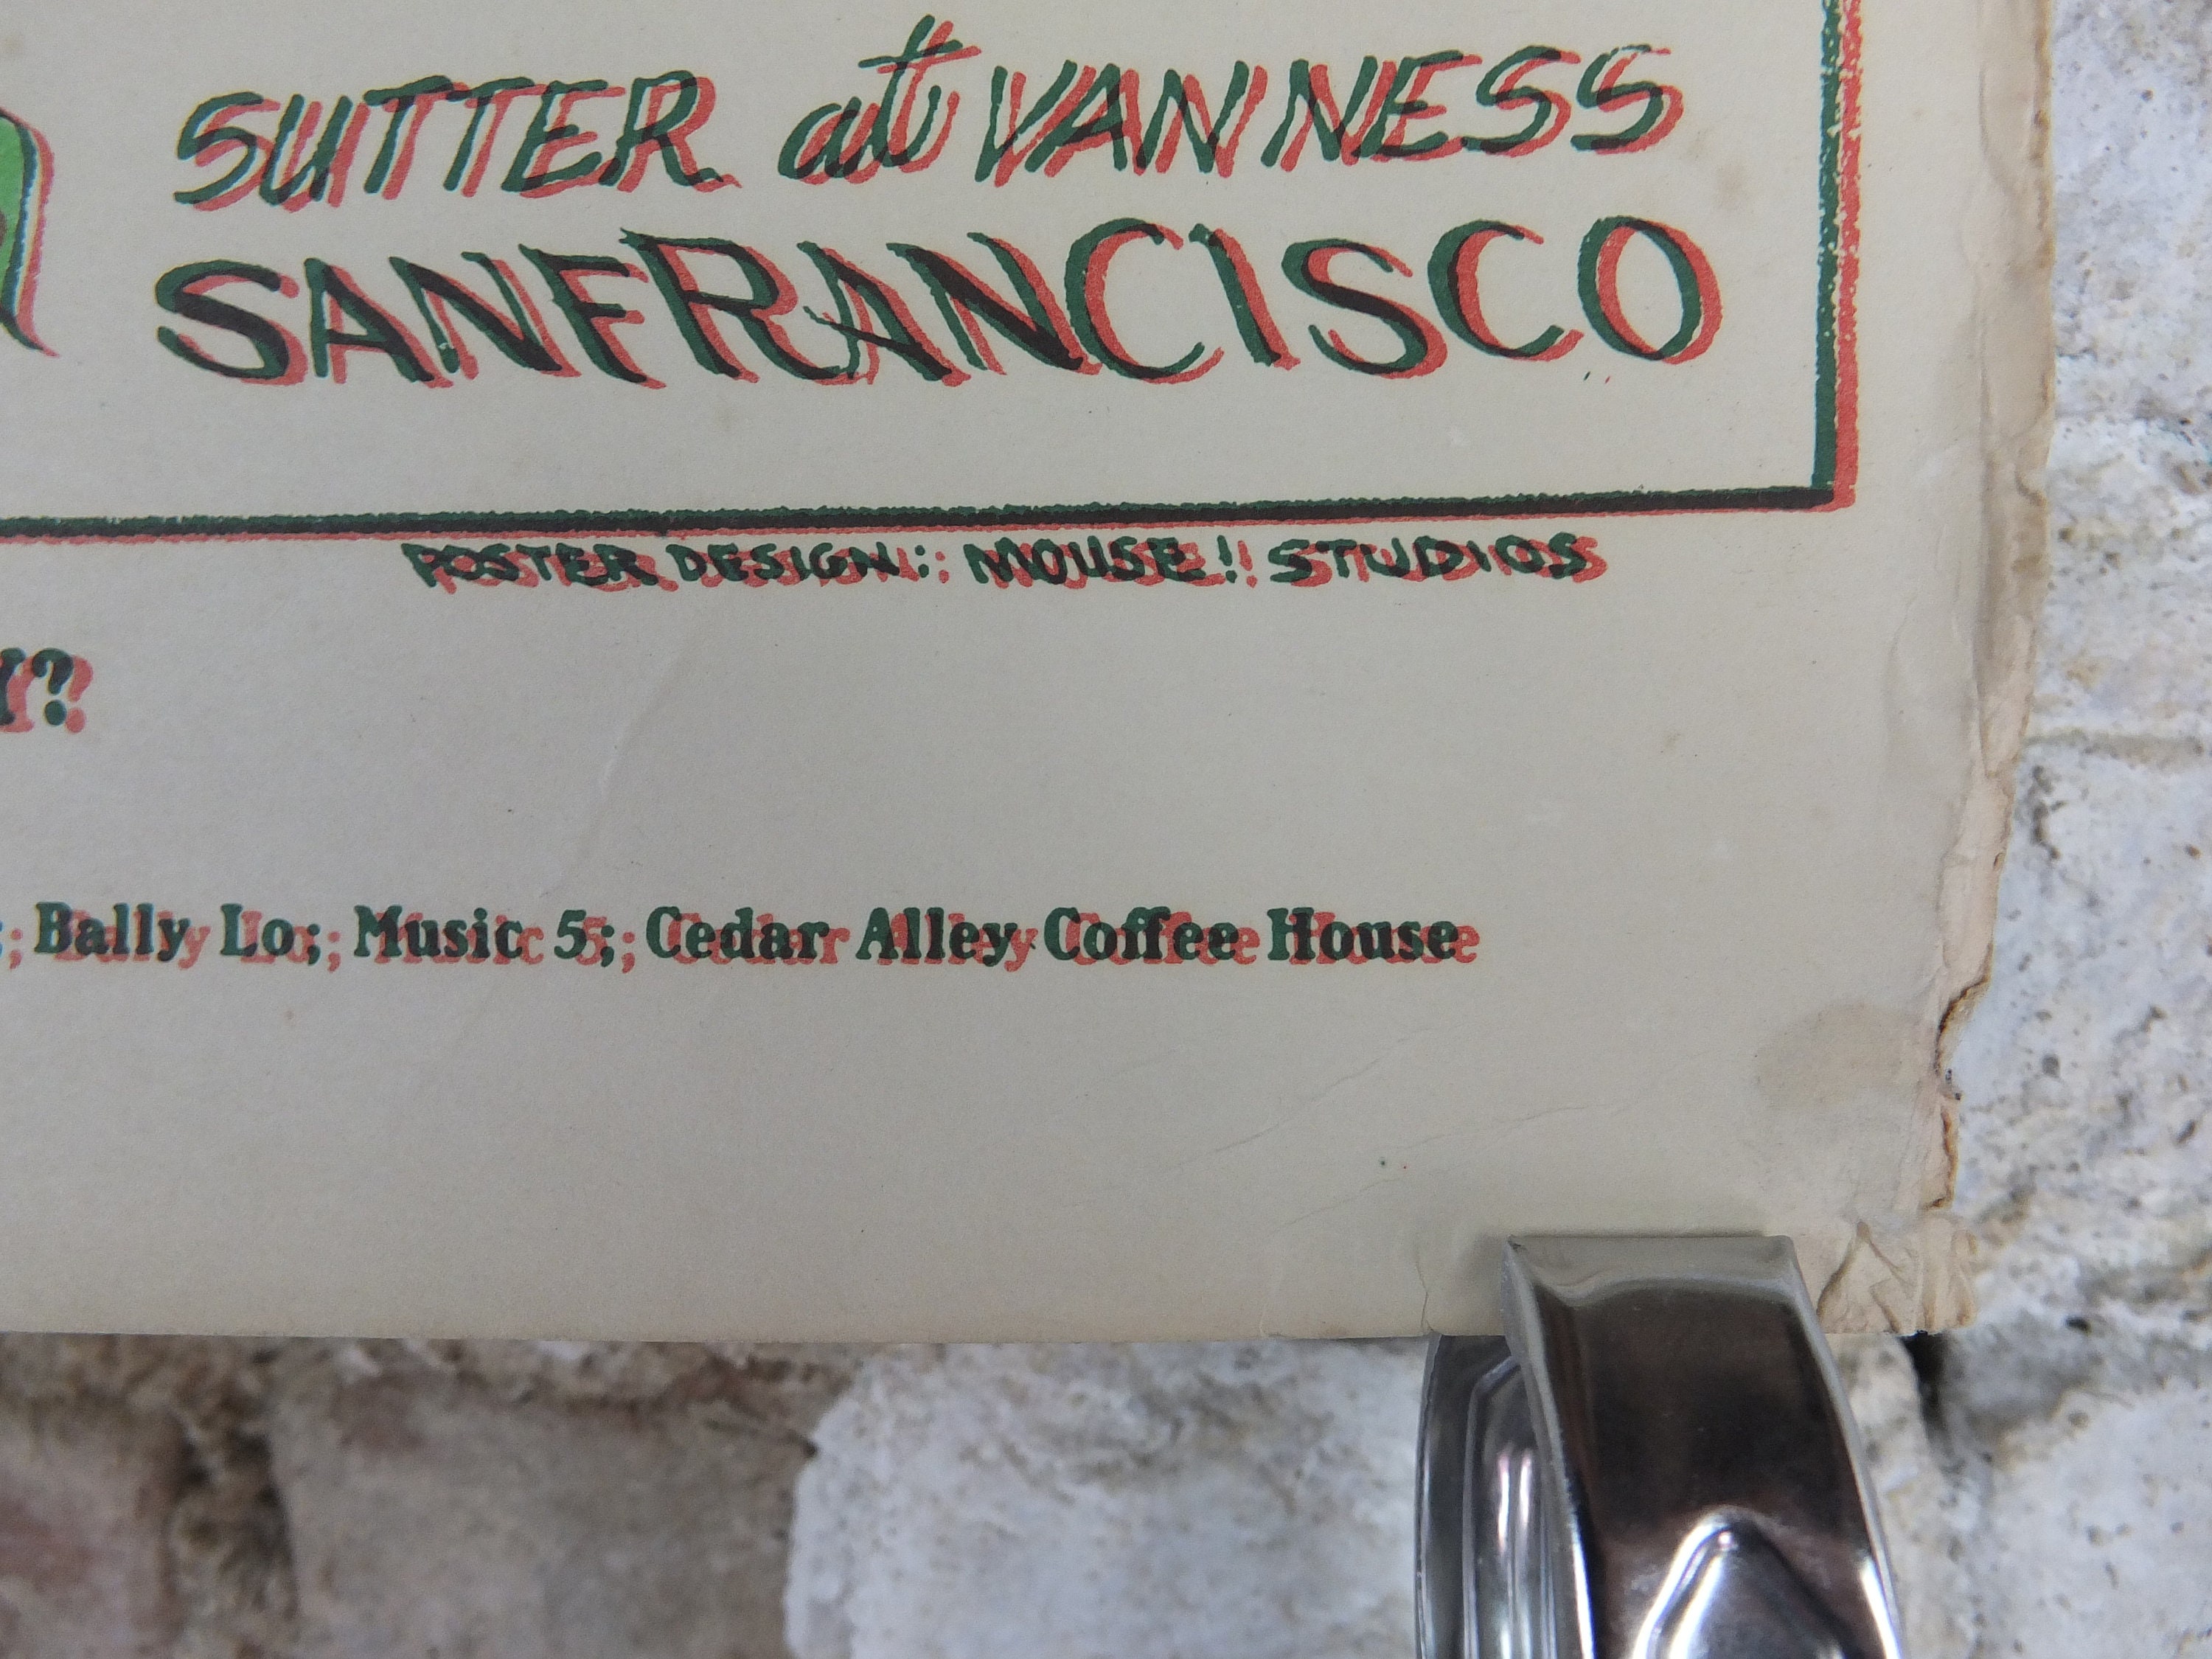 SUTTER at VAN NESS
SAN FRANCISCO
POSTER DESIGN: MOUSE! STUDIOS
?
; Bally Lo; Music 5; Cedar Alley Coffee House